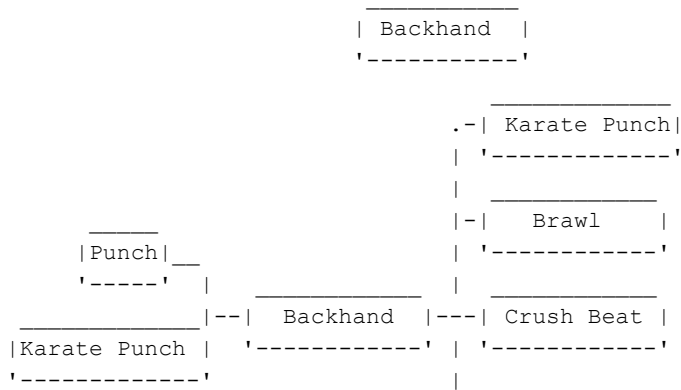 Backhand
Karate Punch
Brawl
Punch
Backhand
Crush Beat
Karate Punch